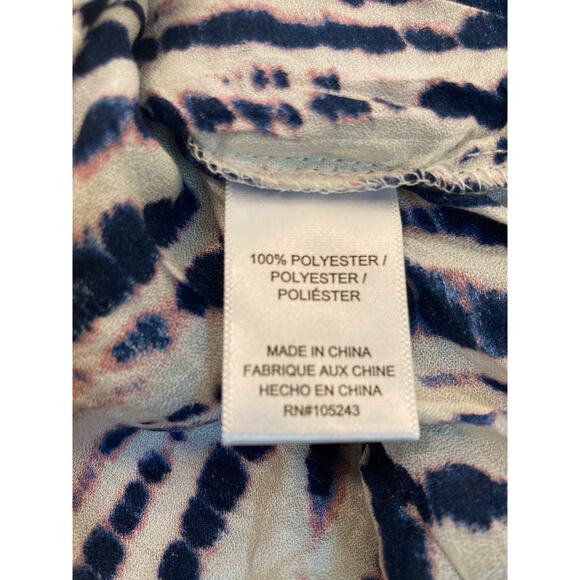 100% POLYESTER /
POLYESTER /
POLIÉSTER
MADE IN CHINA
FABRIQUE AUX CHINE
HECHO EN CHINA
RN#105243